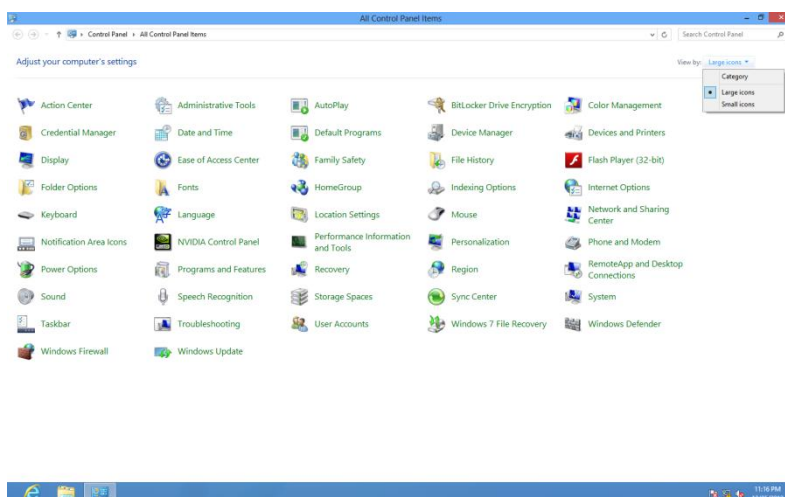 All Control Panel Items
Control Panel All Control Panel Items
Search Control Panel
Adjust your computer's settings
View by: Large icons
Category
Large icons
Small icons
Action Center
Administrative Tools
AutoPlay
BitLocker Drive Encryption
Color Management
Credential Manager
Date and Time
Default Programs
Device Manager
Devices and Printers
Display
Ease of Access Center
Family Safety
File History
Flash Player (32-bit)
Folder Options
Fonts
HomeGroup
Indexing Options
Internet Options
Keyboard
Language
Location Settings
Mouse
Network and Sharing
Center
Notification Area Icons
NVIDIA Control Panel
Performance Information
and Tools
Personalization
Phone and Modem
Power Options
Programs and Features
Recovery
Region
RemoteApp and Desktop
Connections
Sound
Speech Recognition
Storage Spaces
Sync Center
System
Taskbar
Troubleshooting
User Accounts
Windows 7 File Recovery
Windows Defender
Windows Firewall
Windows Update
11:16 PM